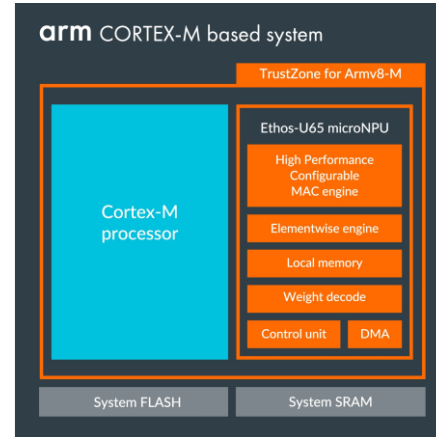 arm CORTEX-M based system
TrustZone for Armv8-M
Cortex-M
processor
Ethos-U65 microNPU
High Performance
Configurable
MAC engine
Elementwise engine
Local memory
Weight decode
Control unit
DMA
System FLASH
System SRAM